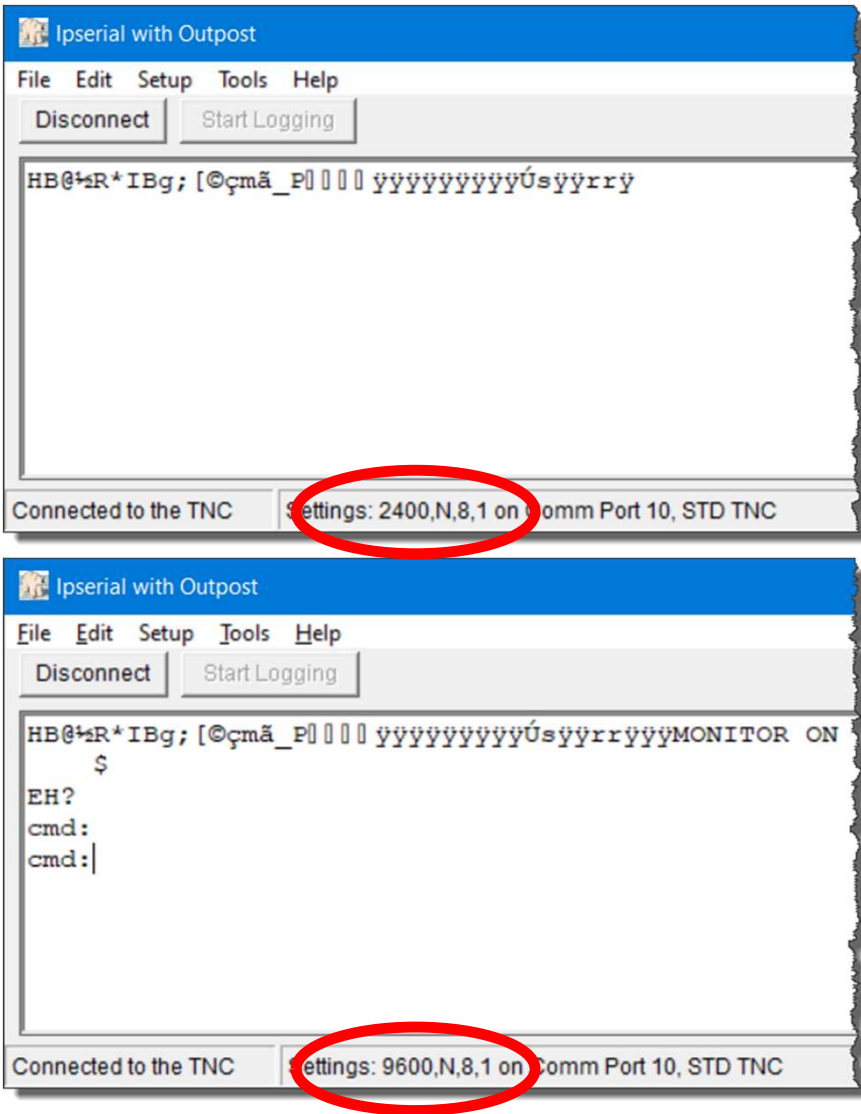 Ipserial with Outpost
File Edit Setup Tools Help
Disconnect Start Logging
HB@½R*IBg;[©çmã_P▯▯▯▯ ÿÿÿÿÿÿÿÿÿÚsÿÿrrÿ
Connected to the TNC Settings: 2400,N,8,1 on Comm Port 10, STD TNC
Ipserial with Outpost
File Edit Setup Tools Help
Disconnect Start Logging
HB@½R*IBg;[©çmã_P▯▯▯▯ ÿÿÿÿÿÿÿÿÿÚsÿÿrrÿÿÿMONITOR ON
$
EH?
cmd:
cmd:
Connected to the TNC Settings: 9600,N,8,1 on Comm Port 10, STD TNC